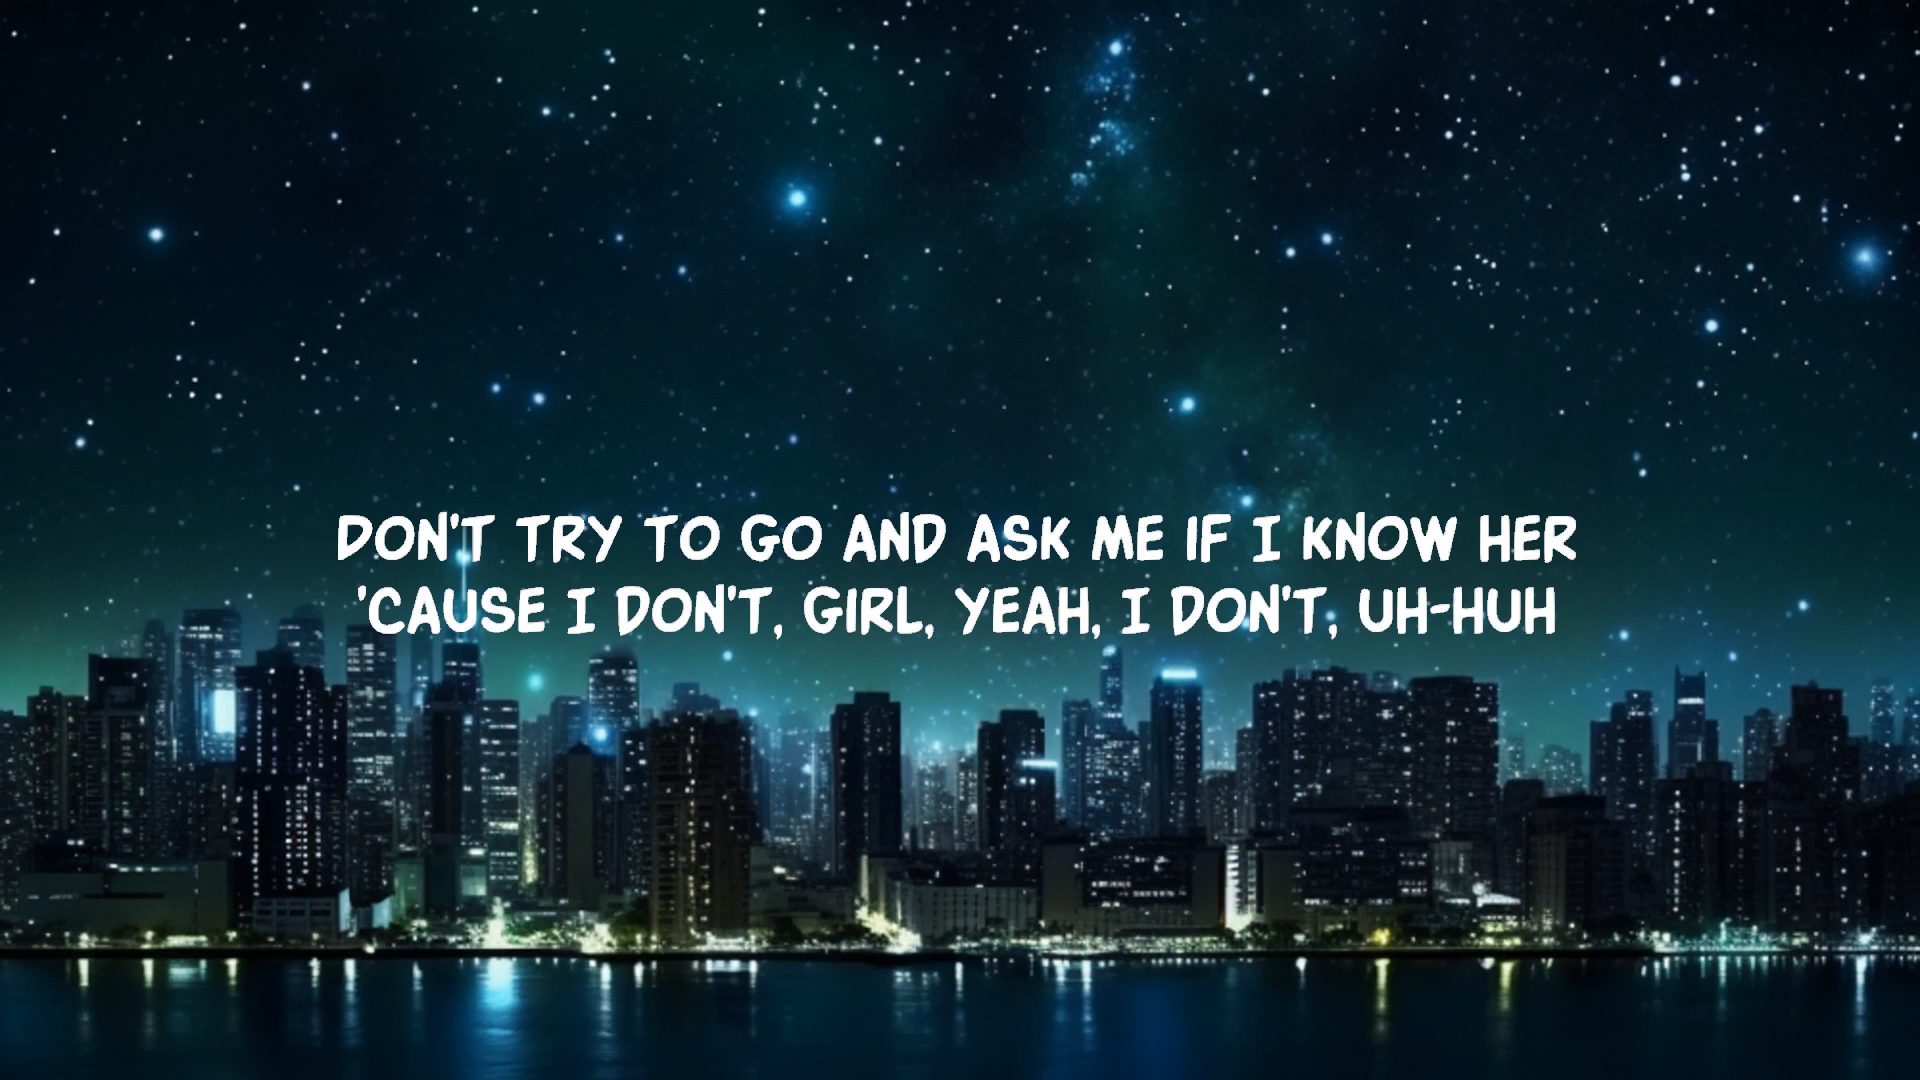 DON'T TRY TO GO AND ASK ME IF I KNOW HER
'CAUSE I DON'T, GIRL, YEAH, I DON'T, UH-HUH